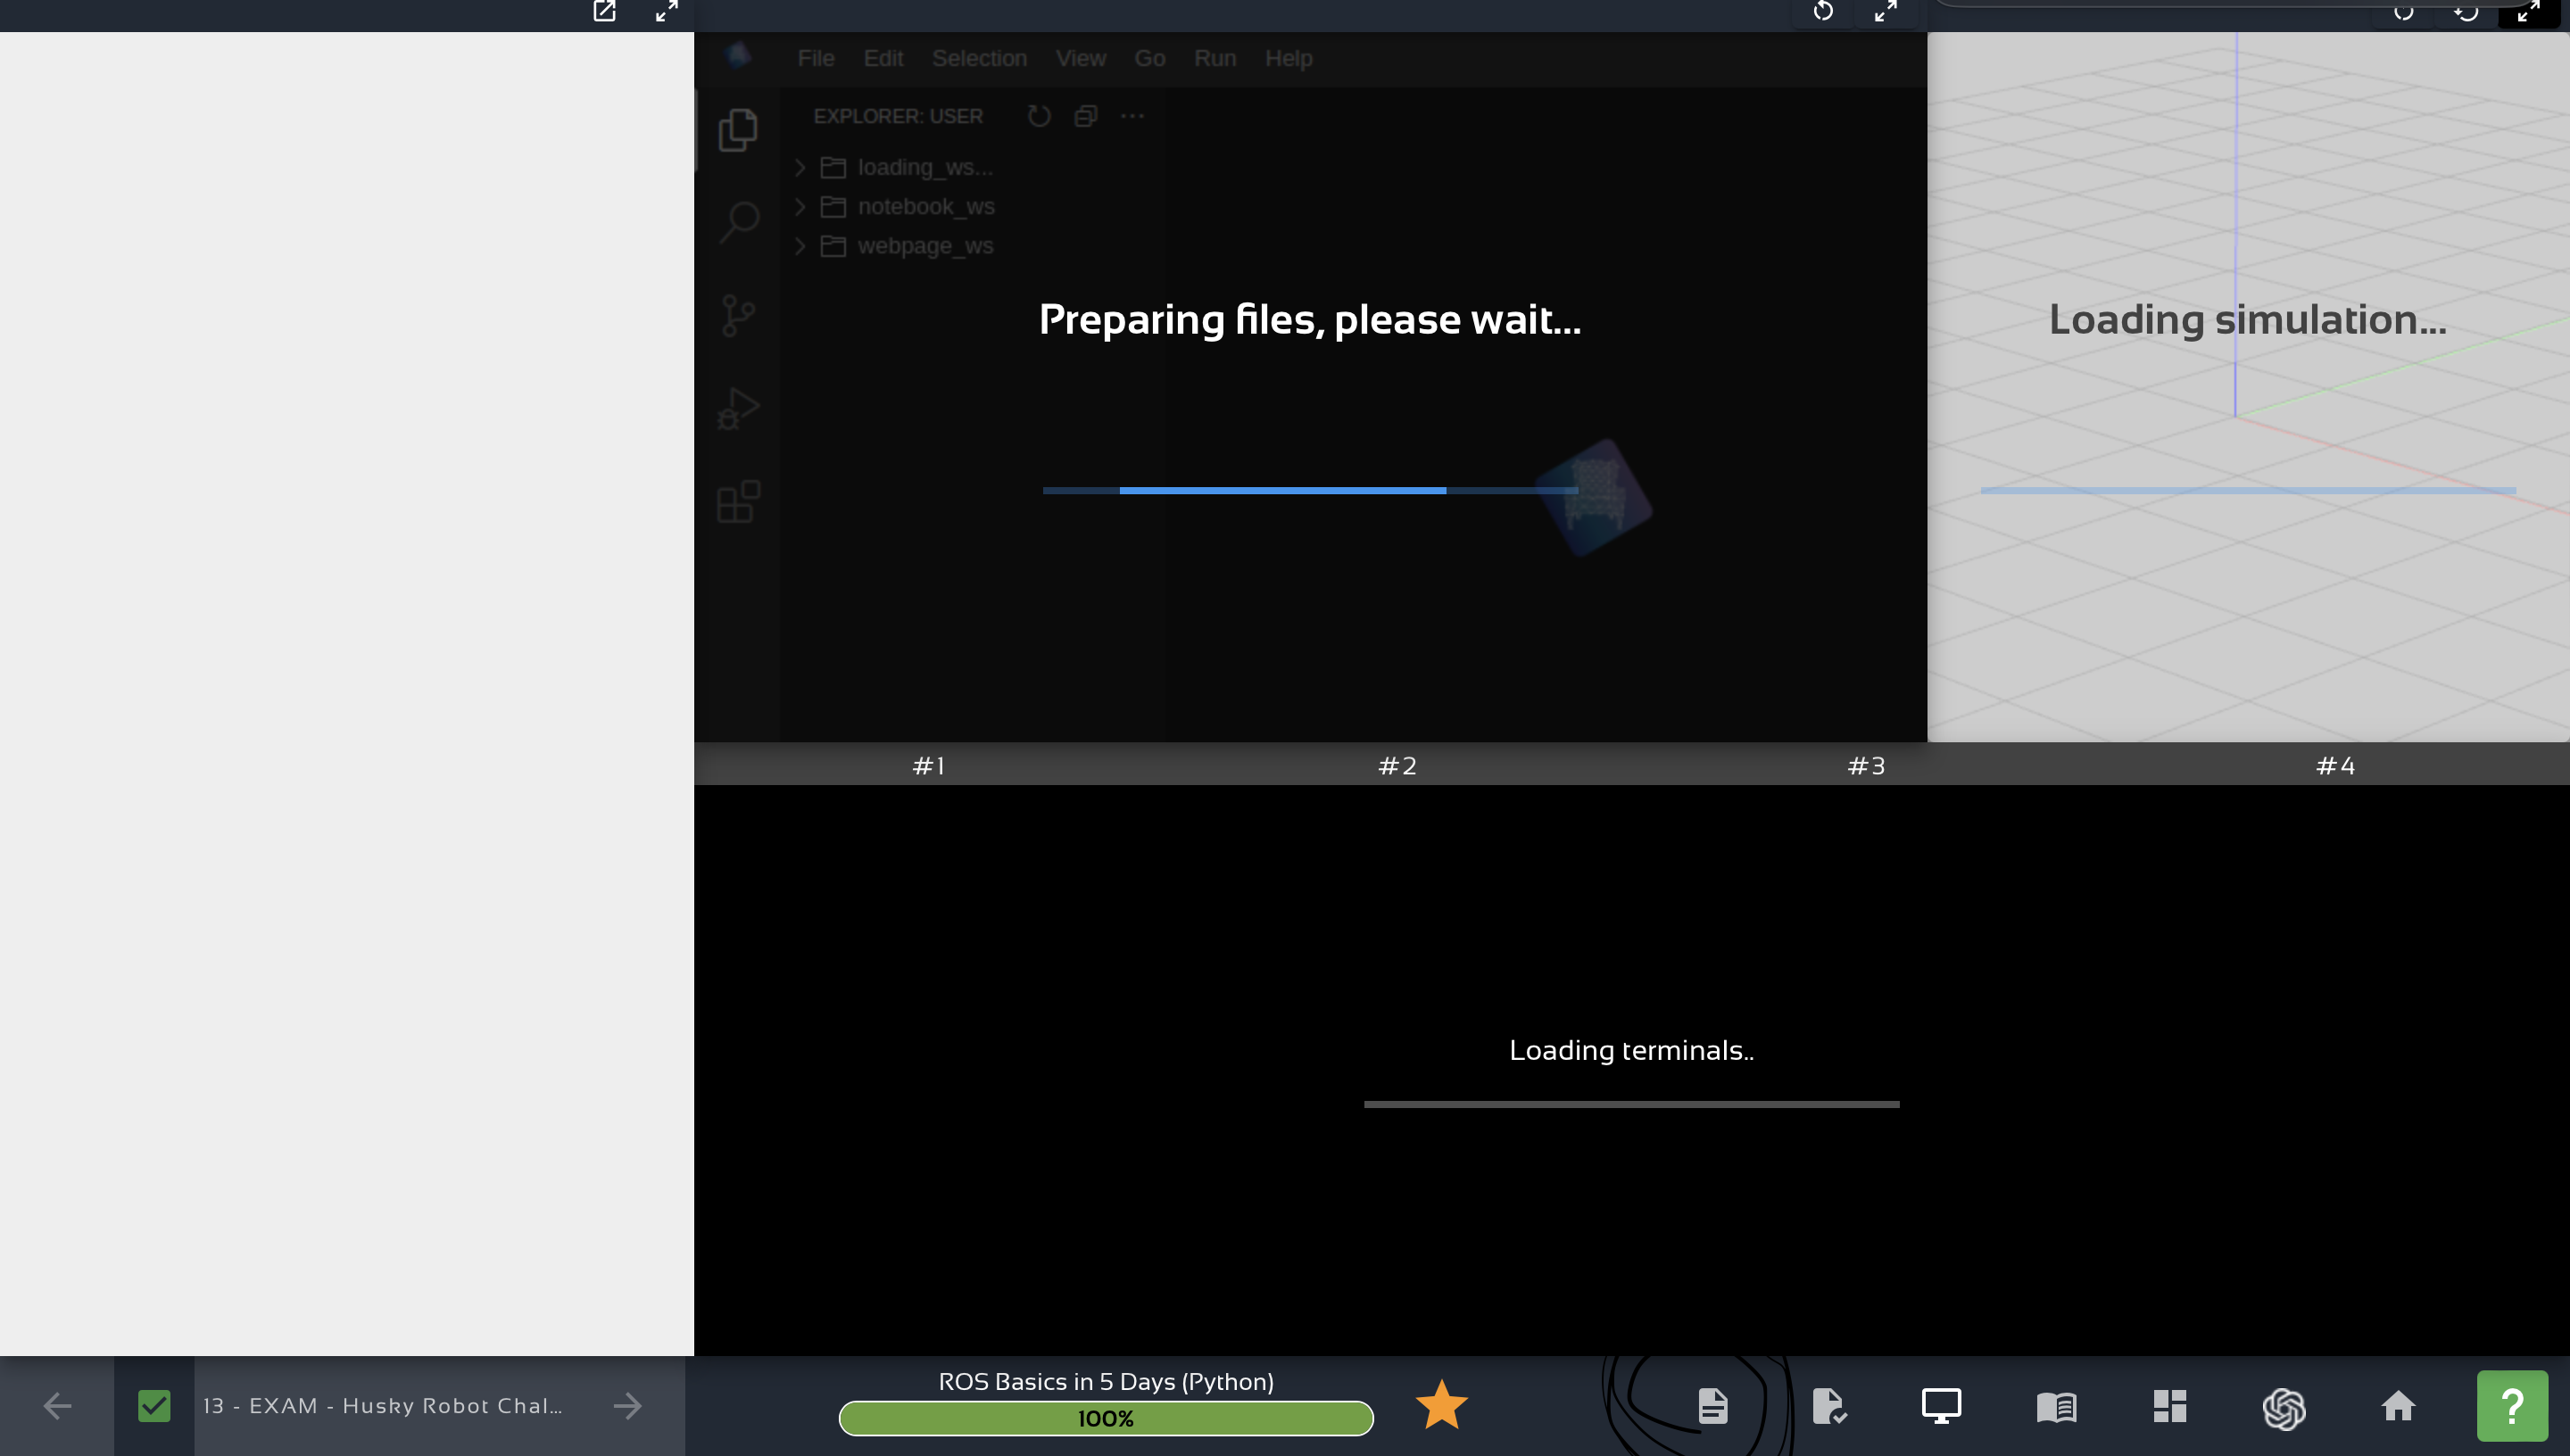 File Edit Selection View Go Run Help
EXPLORER: USER
loading_ws...
notebook_ws
webpage_ws
Preparing files, please wait...
Loading simulation...
#1 #2 #3 #4
Loading terminals..
13 - EXAM - Husky Robot Chal...
ROS Basics in 5 Days (Python)
100%
?